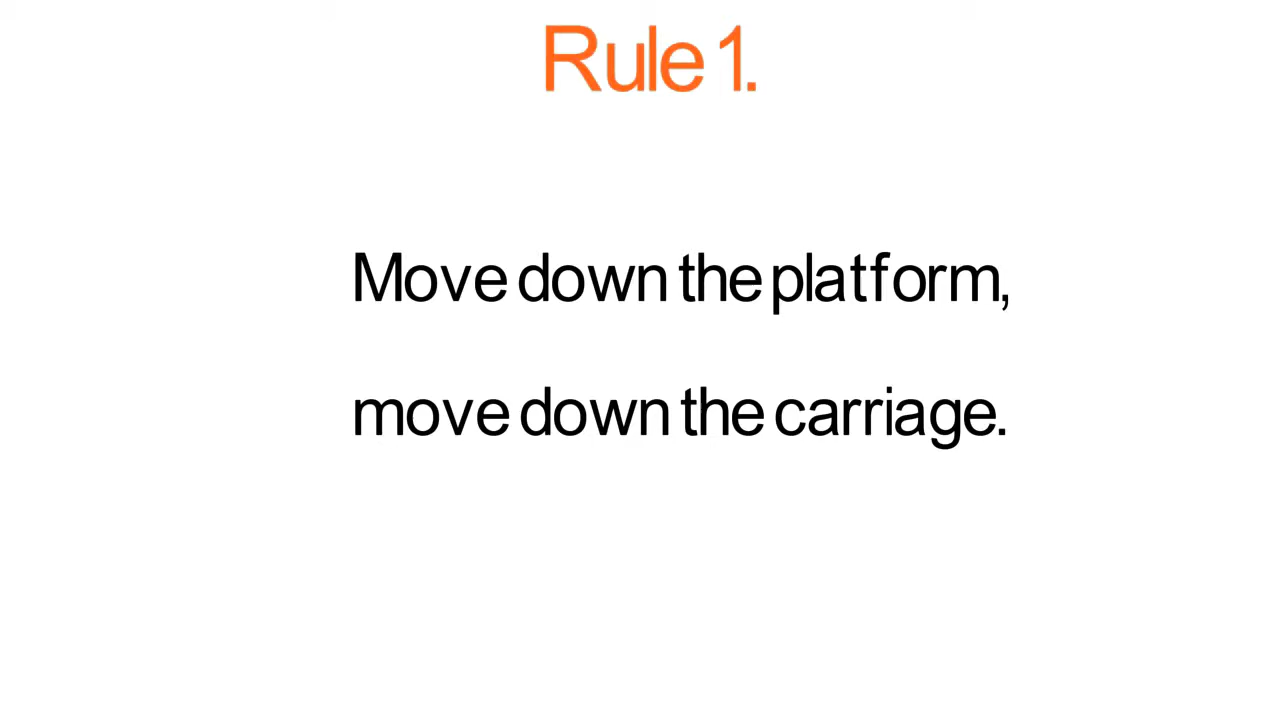 Rule 1.
Move down the platform,
move down the carriage.